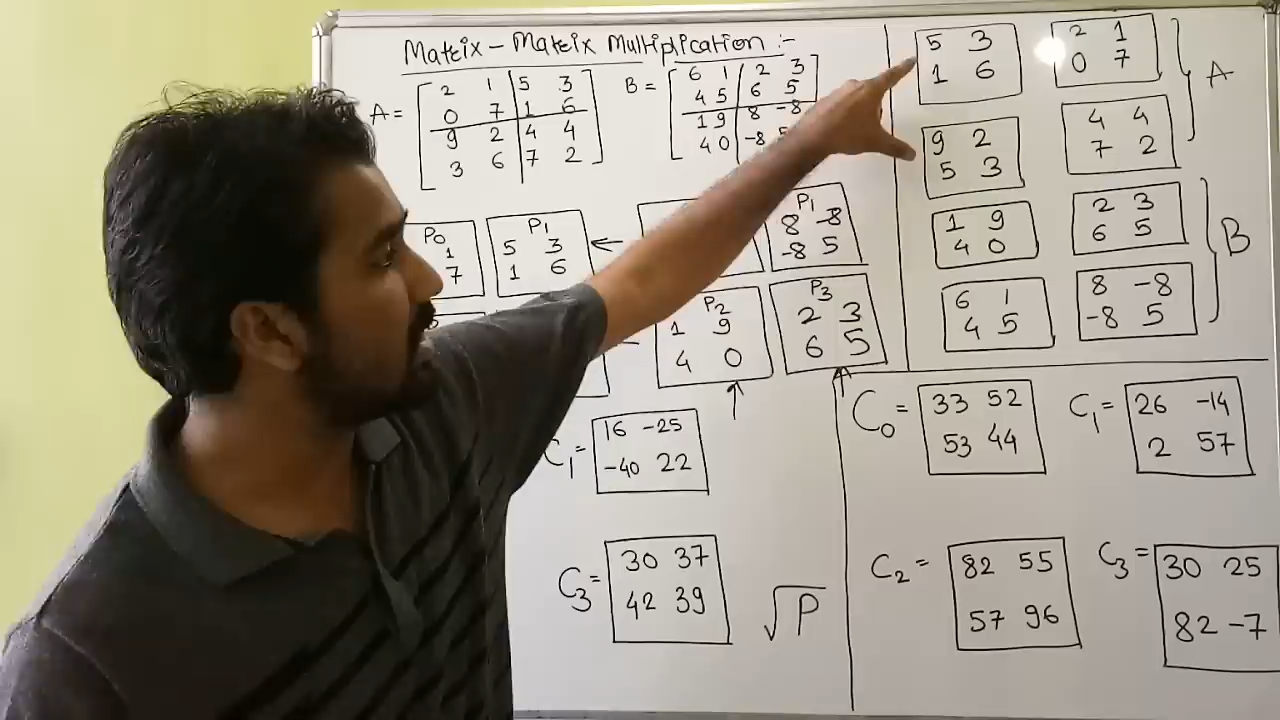 Matrix - Matrix Multiplication :-
A = 2 1 5 3
0 7 1 6
9 2 4 4
3 6 7 2
B = 6 1 2 3
4 5 6 5
1 9 8 -8
4 0 -8
P0
1
7
P1
5 3
1 6
P1
8 -8
-8 5
P2
1 9
4 0
P3
2 3
6 5
C1 = 16 -25
-40 22
C3 = 30 37
42 39
√P
5 3
1 6
2 1
0 7
A
9 2
5 3
4 4
7 2
1 9
4 0
2 3
6 5
B
6 1
4 5
8 -8
-8 5
C0 = 33 52
53 44
C1 = 26 -14
2 57
C2 = 82 55
57 96
C3 = 30 25
82 -7